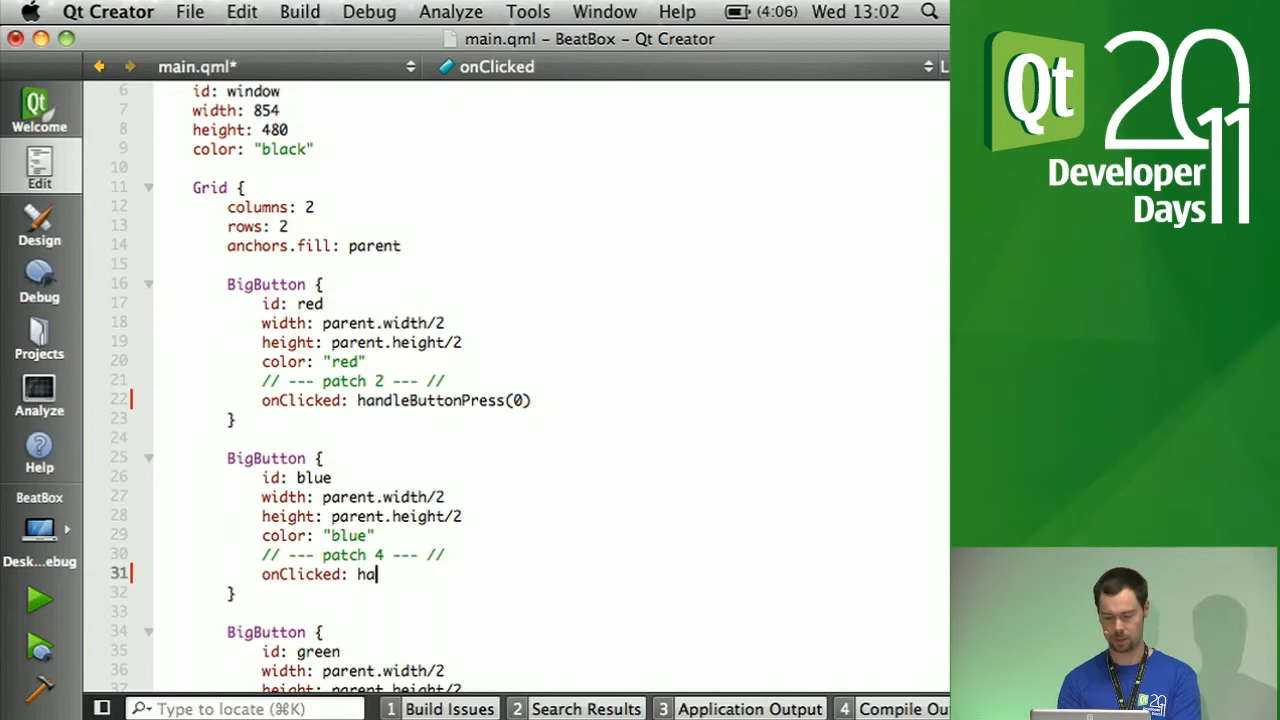 Qt Creator File Edit Build Debug Analyze Tools Window Help (4:06) Wed 13:02
main.qml – BeatBox – Qt Creator
main.qml* onClicked L
Qt
Welcome
Edit
Design
Debug
Projects
Analyze
Help
BeatBox
Desk...ebug
6 id: window
7 width: 854
8 height: 480
9 color: "black"
10
11 Grid {
12 columns: 2
13 rows: 2
14 anchors.fill: parent
15
16 BigButton {
17 id: red
18 width: parent.width/2
19 height: parent.height/2
20 color: "red"
21 // --- patch 2 --- //
22 onClicked: handleButtonPress(0)
23 }
24
25 BigButton {
26 id: blue
27 width: parent.width/2
28 height: parent.height/2
29 color: "blue"
30 // --- patch 4 --- //
31 onClicked: ha
32 }
33
34 BigButton {
35 id: green
36 width: parent.width/2
37 height: parent.height/2
Type to locate (⌘K) 1 Build Issues 2 Search Results 3 Application Output 4 Compile Ou
Qt 2011
Developer
Days